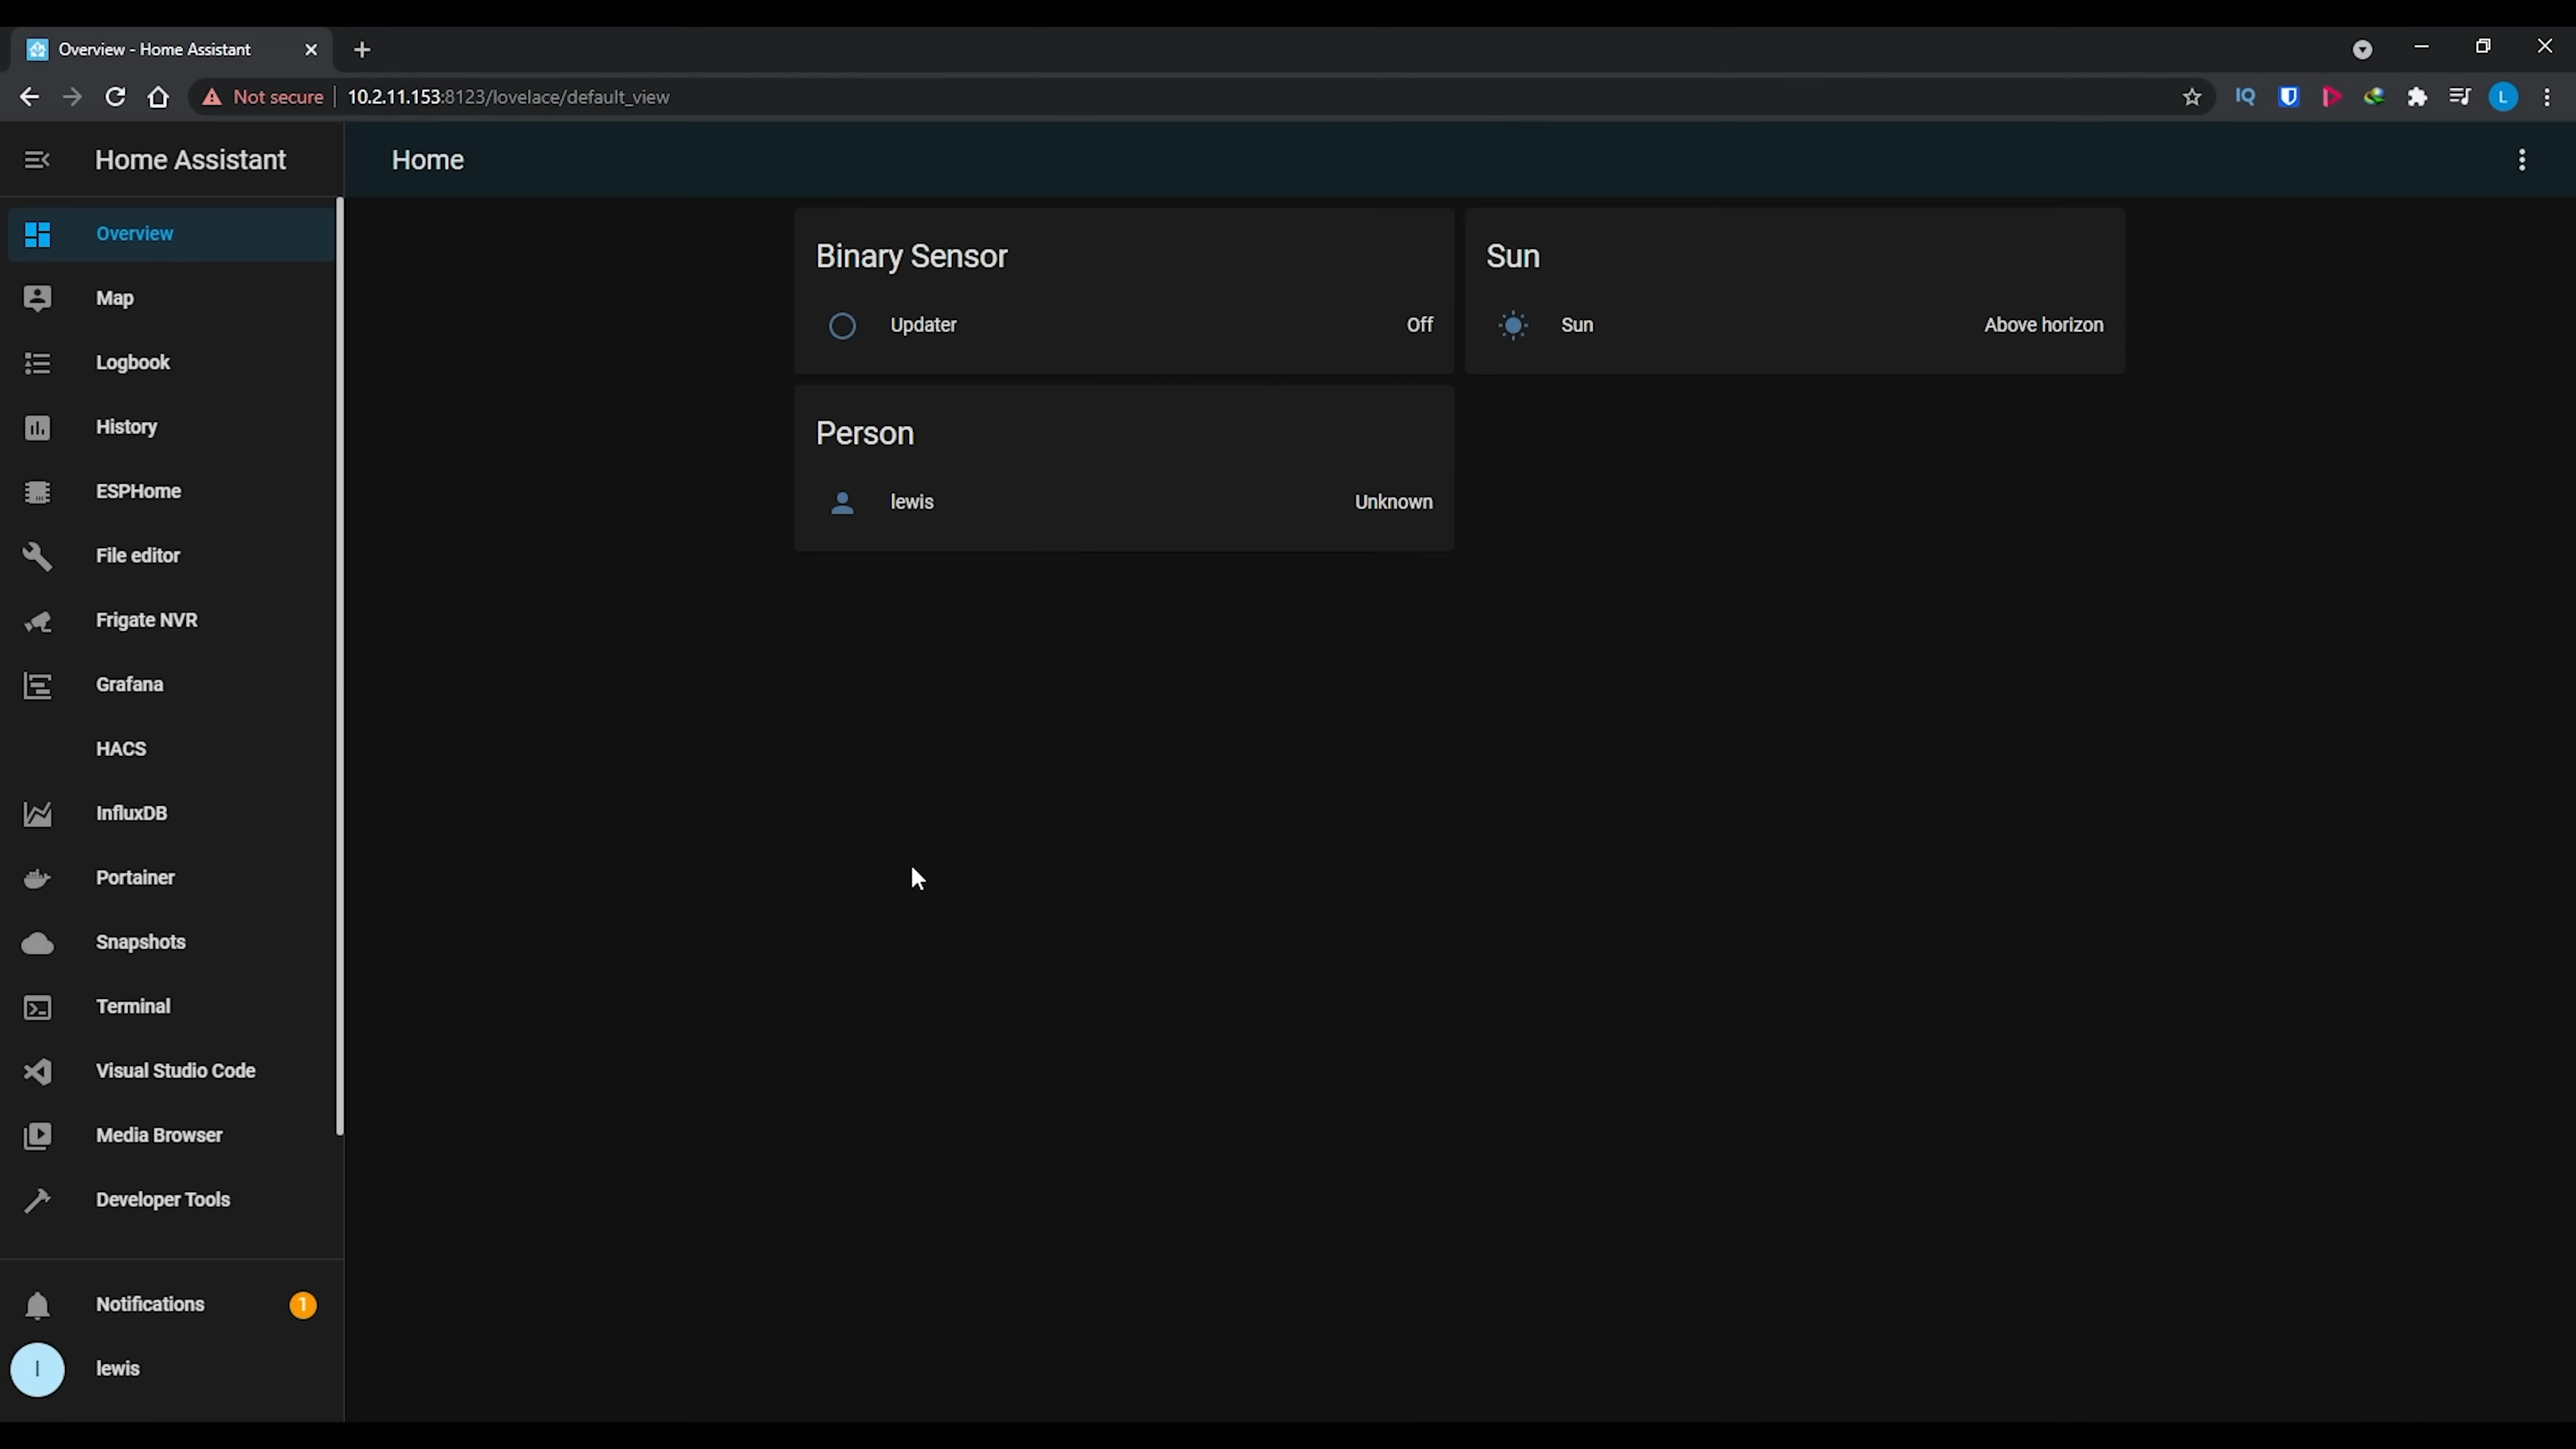 Overview - Home Assistant
Not secure
10.2.11.153:8123/lovelace/default_view
IQ
L
Home Assistant
Home
Overview
Map
Logbook
History
ESPHome
File editor
Frigate NVR
Grafana
HACS
InfluxDB
Portainer
Snapshots
Terminal
Visual Studio Code
Media Browser
Developer Tools
Notifications 1
l
lewis
Binary Sensor
Updater Off
Sun
Sun Above horizon
Person
lewis Unknown